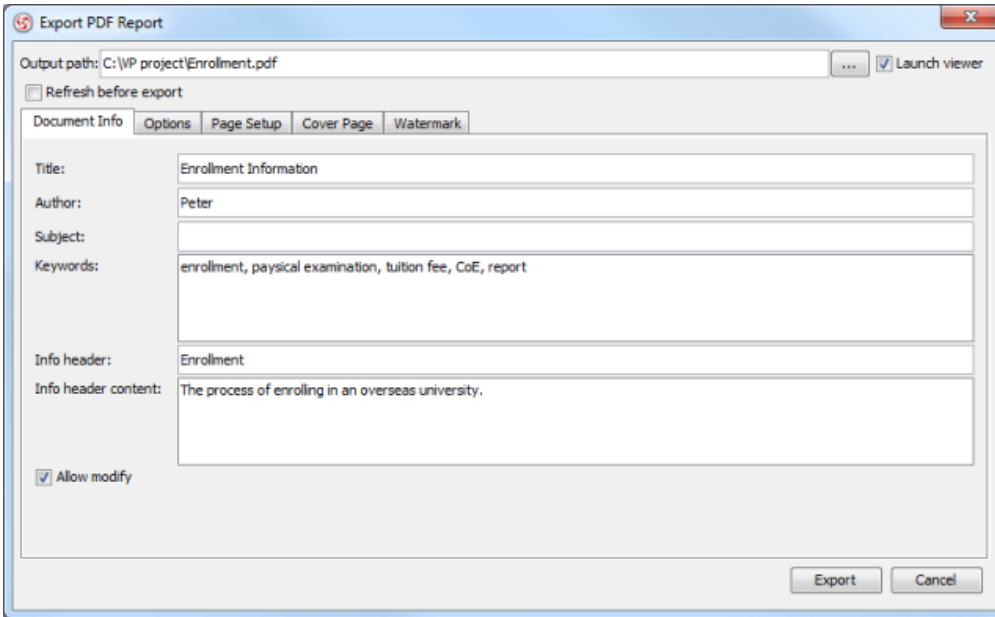 Export PDF Report
Output path: C:\VP project\Enrollment.pdf ... Launch viewer
Refresh before export
Document Info Options Page Setup Cover Page Watermark
Title: Enrollment Information
Author: Peter
Subject:
Keywords: enrollment, paysical examination, tuition fee, CoE, report
Info header: Enrollment
Info header content: The process of enrolling in an overseas university.
Allow modify
Export Cancel